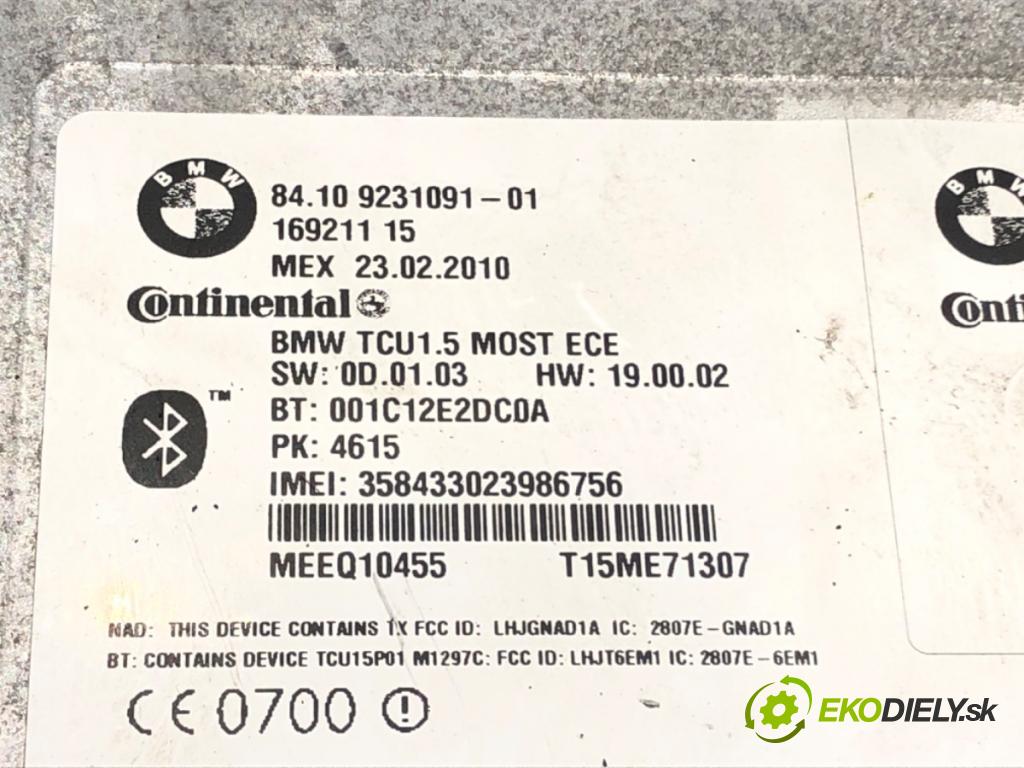 BMW
84.10 9231091-01
169211 15
MEX 23.02.2010
Continental
BMW TCU1.5 MOST ECE
SW: 0D.01.03 HW: 19.00.02
TM
BT: 001C12E2DC0A
PK: 4615
IMEI: 358433023986756
MEEQ10455 T15ME71307
NAD: THIS DEVICE CONTAINS TX FCC ID: LHJGNAD1A IC: 2807E-GNAD1A
BT: CONTAINS DEVICE TCU15P01 M1297C: FCC ID: LHJT6EM1 IC: 2807E-6EM1
CE 0700
BMW
Conti
EKODIELY.sk